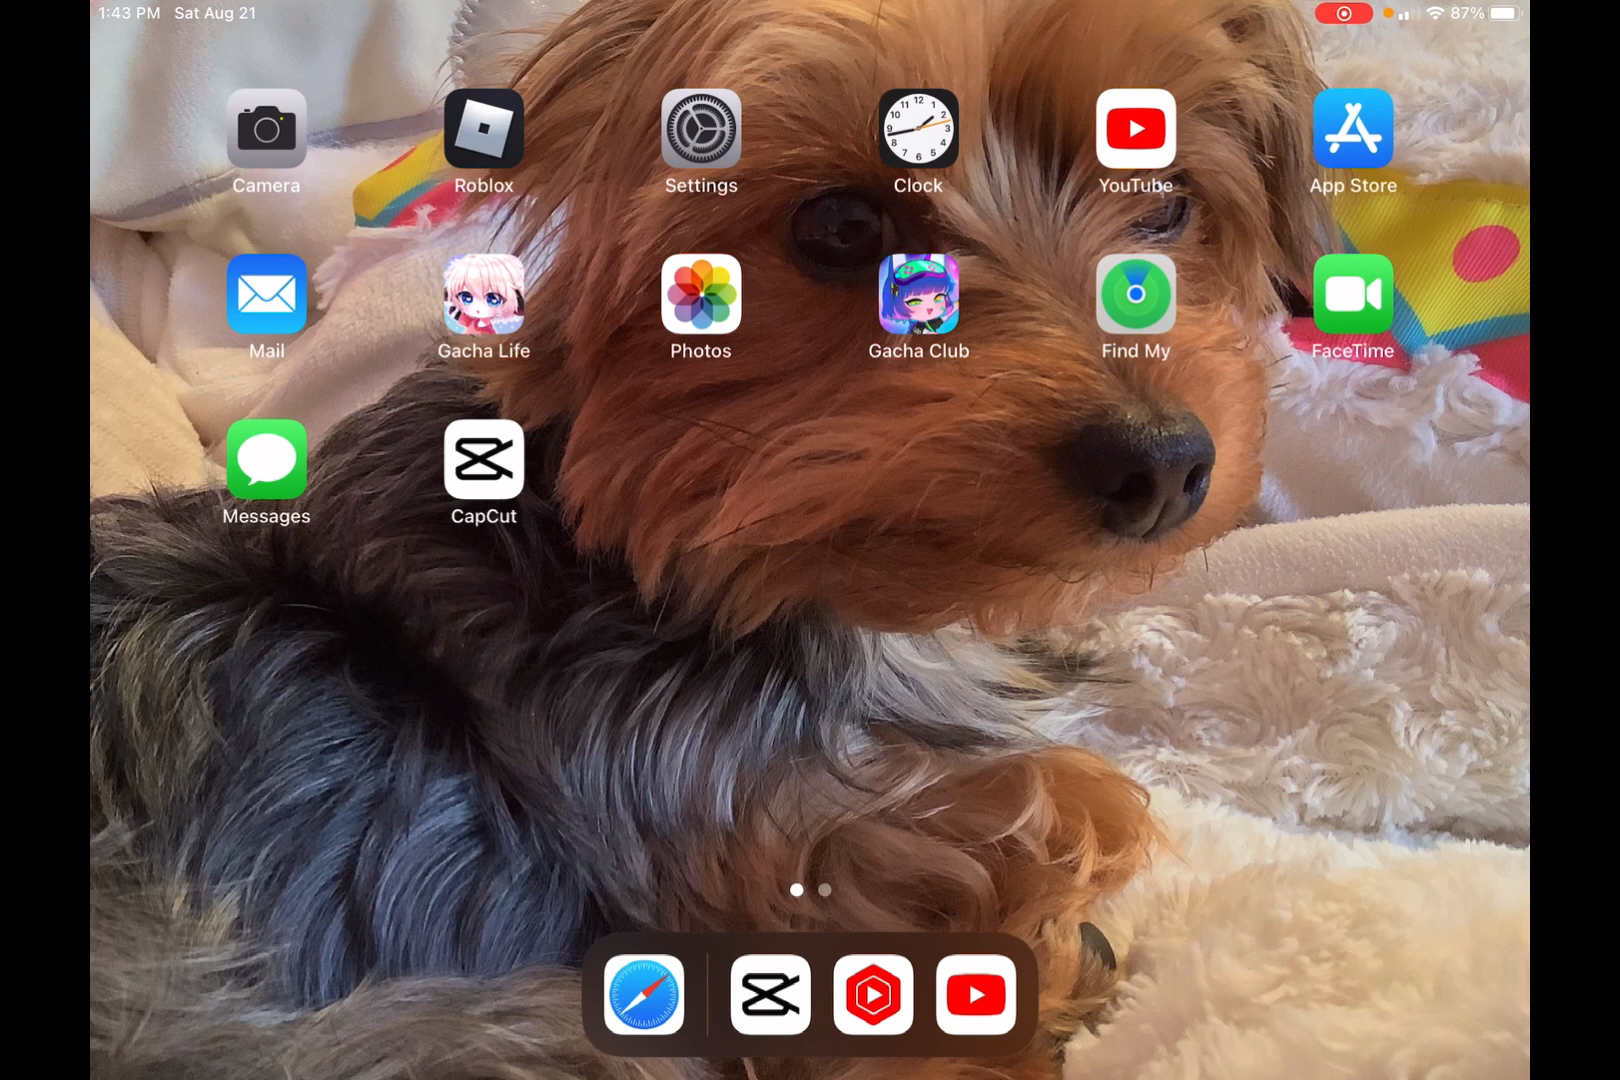 1:43 PM Sat Aug 21
87%
Camera
Roblox
Settings
Clock
YouTube
App Store
Mail
Gacha Life
Photos
Gacha Club
Find My
FaceTime
Messages
CapCut